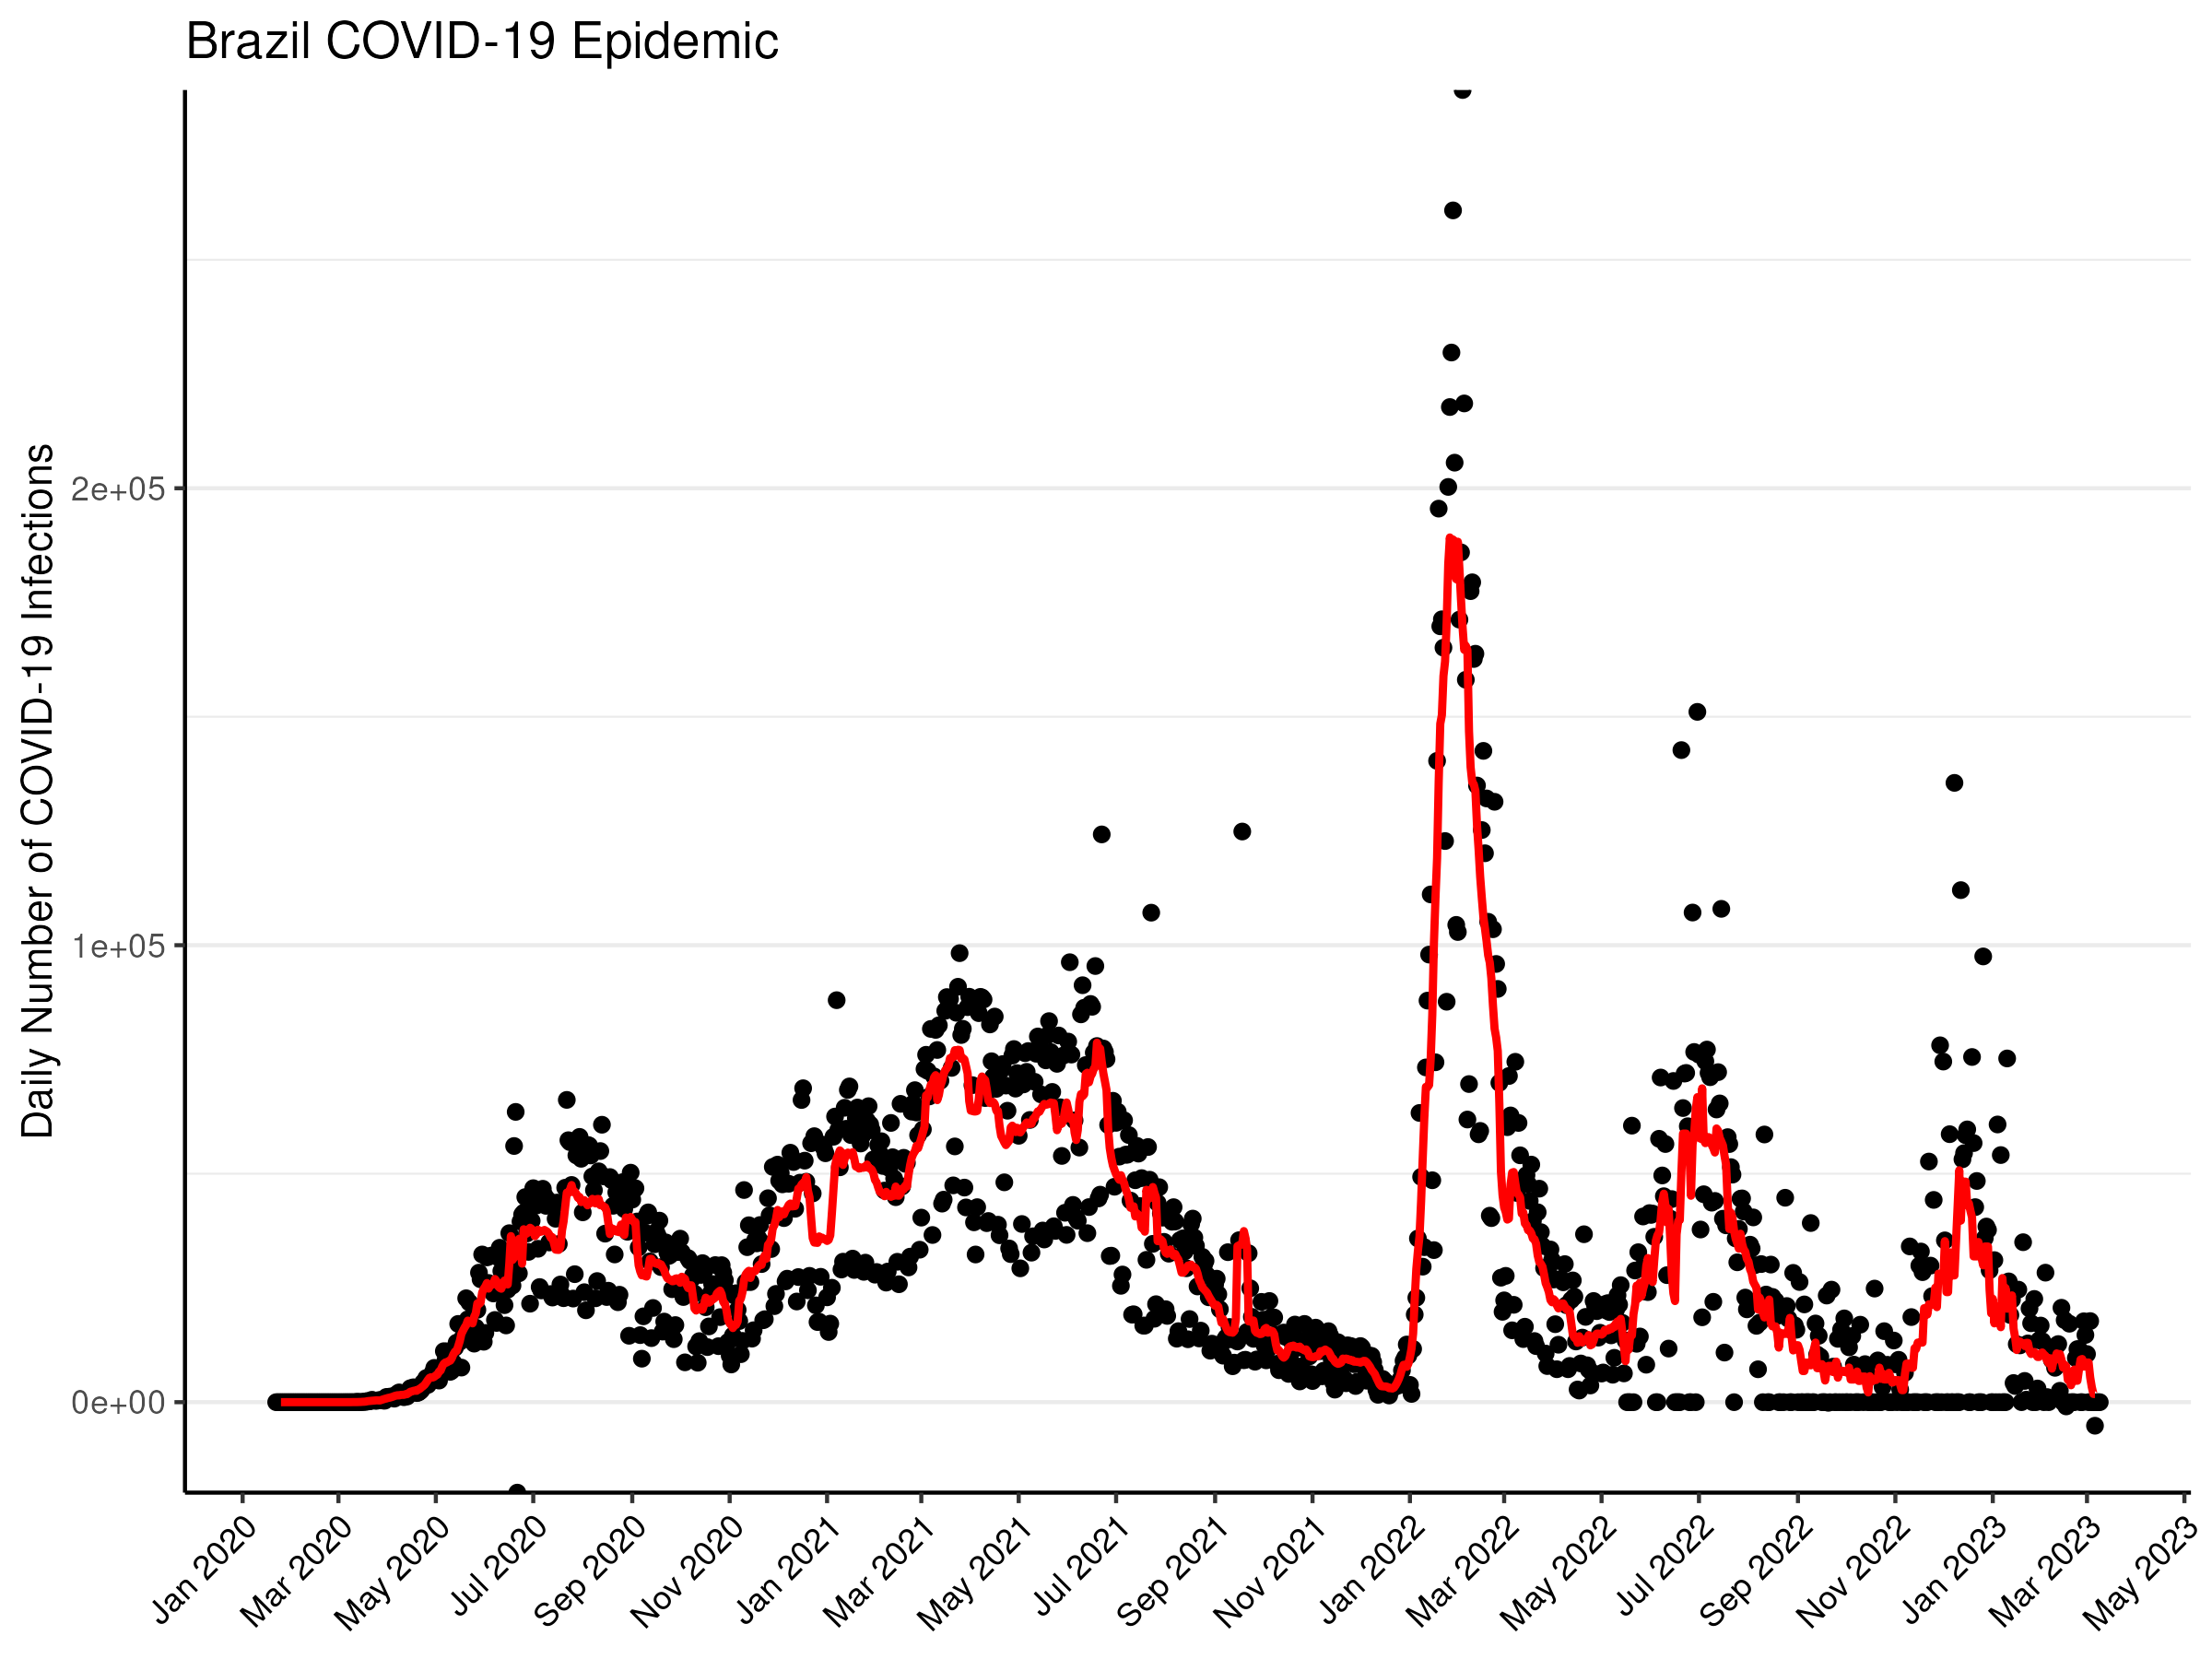 Brazil COVID-19 Epidemic
Daily Number of COVID-19 Infections
2e+05
1e+05
0e+00
Jan 2020
Mar 2020
May 2020
Jul 2020
Sep 2020
Nov 2020
Jan 2021
Mar 2021
May 2021
Jul 2021
Sep 2021
Nov 2021
Jan 2022
Mar 2022
May 2022
Jul 2022
Sep 2022
Nov 2022
Jan 2023
Mar 2023
May 2023